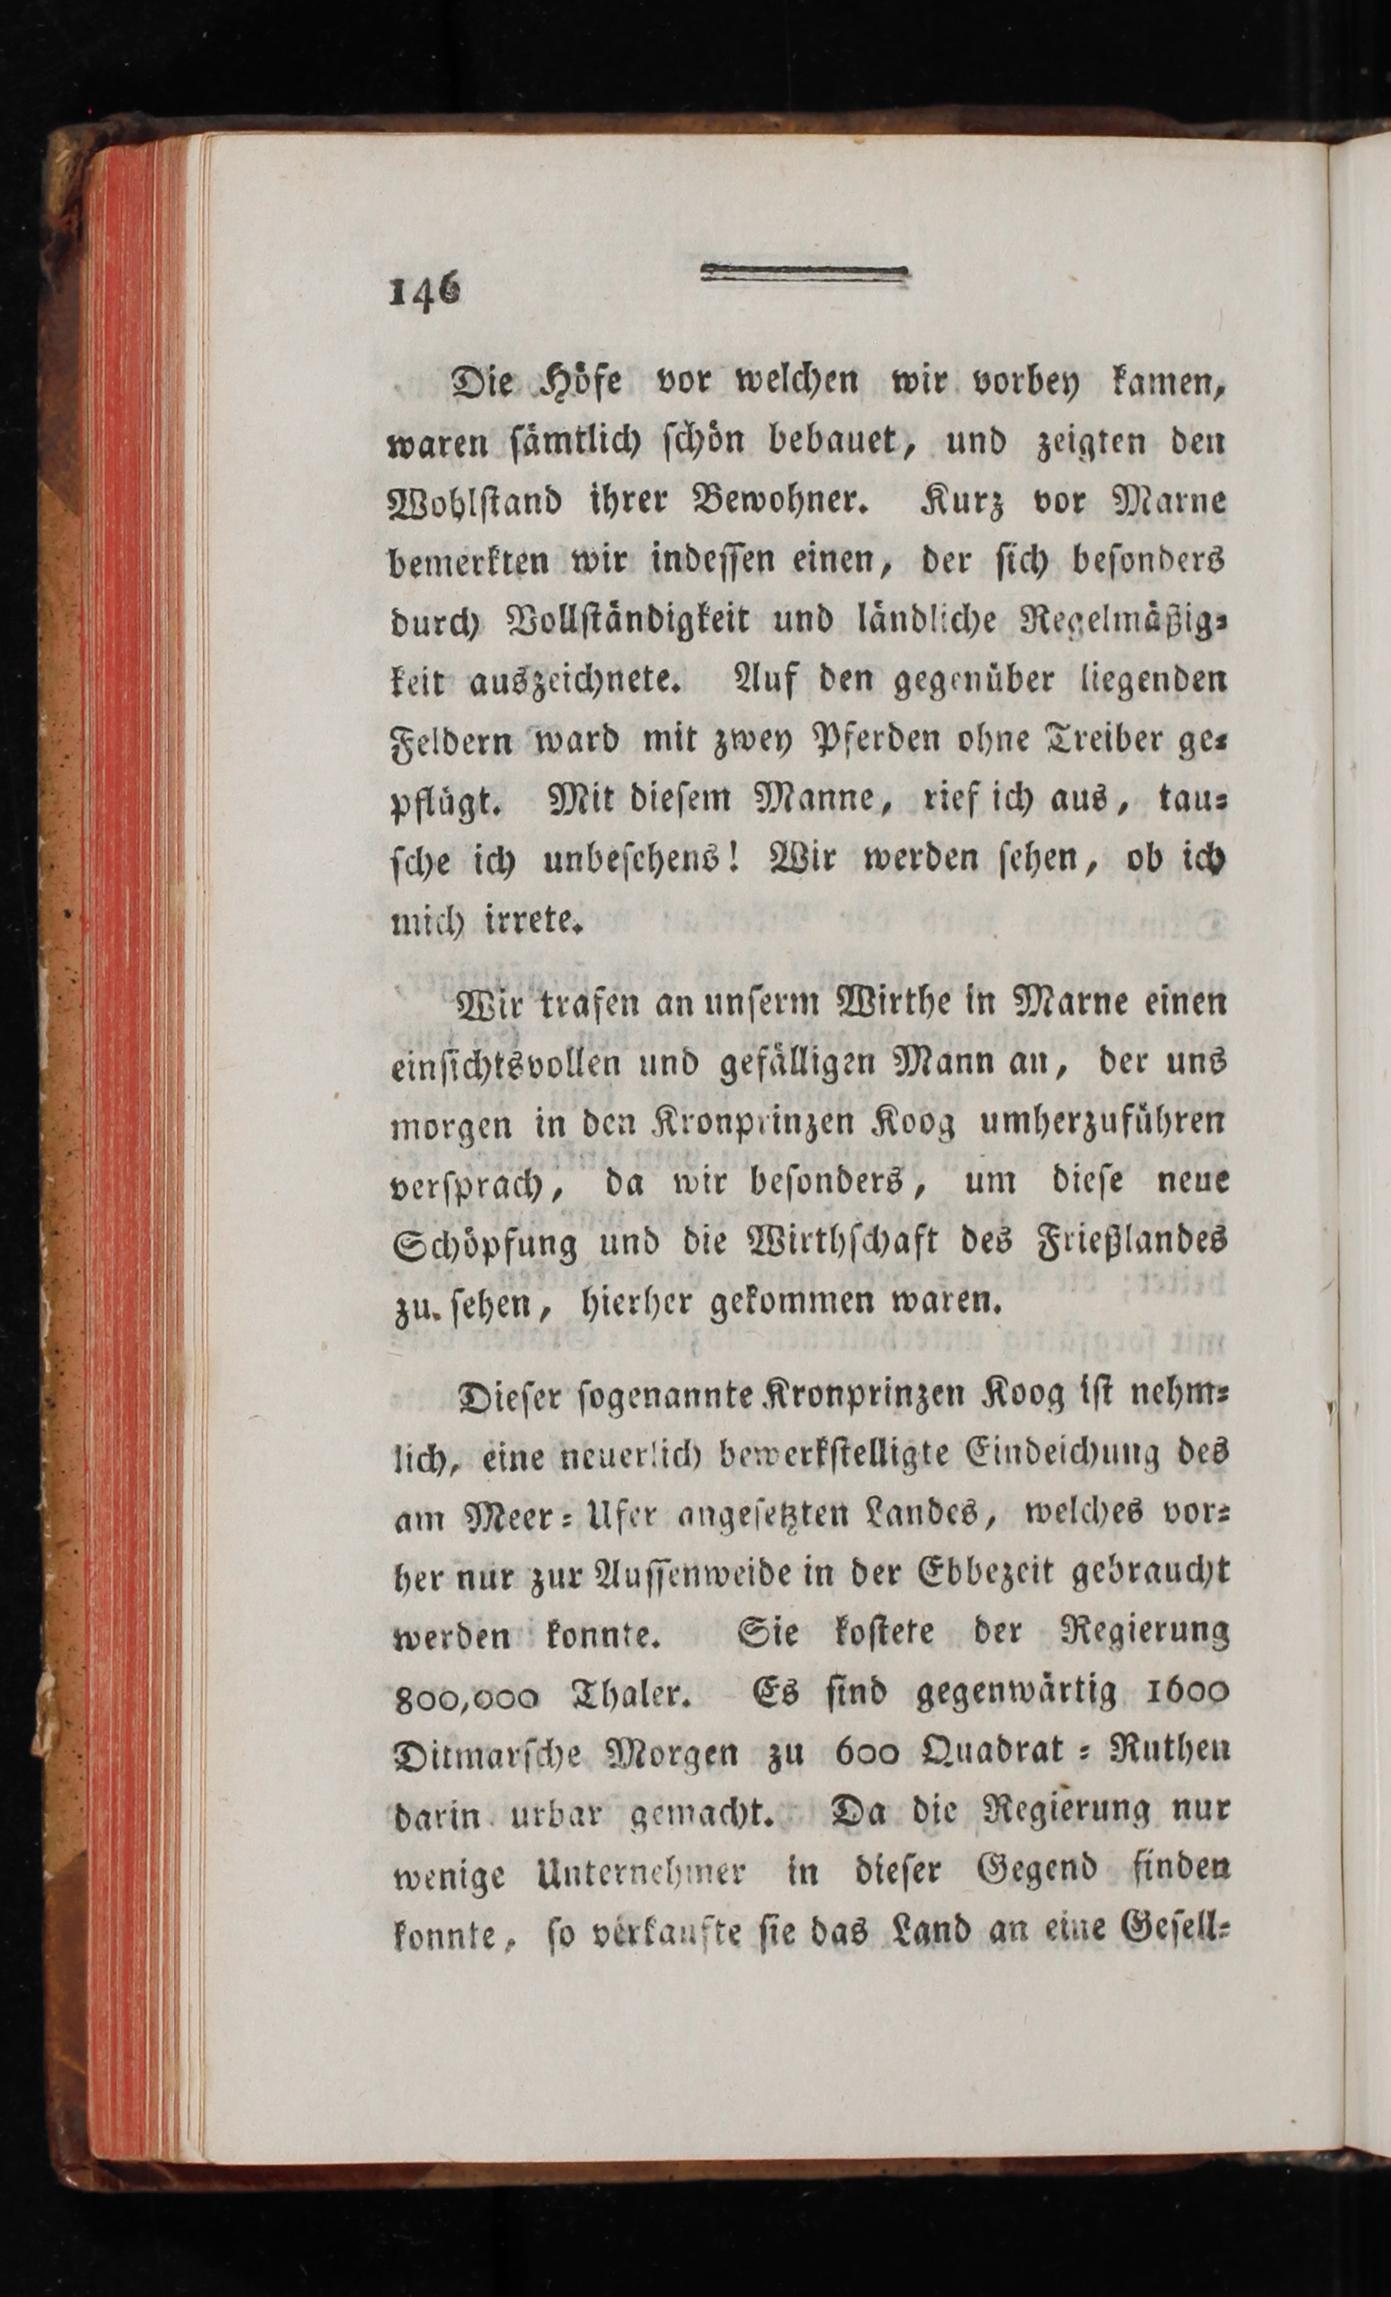 146
Die Höfe vor welchen wir vorbey kamen,
waren ſämtlich ſchön bebauet, und zeigten den
Wohlſtand ihrer Bewohner. Kurz vor Marne
bemerkten wir indeſſen einen, der ſich beſonders
durch Vollſtändigkeit und ländliche Regelmäßig⸗
keit auszeichnete. Auf den gegenüber liegenden
Feldern ward mit zwey Pferden ohne Treiber ge⸗
pflügt. Mit dieſem Manne, rief ich aus, tau⸗
ſche ich unbeſehens! Wir werden ſehen, ob ich
mich irrete.
Wir trafen an unſerm Wirthe in Marne einen
einſichtsvollen und gefälligen Mann an, der uns
morgen in den Kronprinzen Koog umherzuführen
verſprach, da wir beſonders, um dieſe neue
Schöpfung und die Wirthſchaft des Frießlandes
zu ſehen, hierher gekommen waren.
Dieſer ſogenannte Kronprinzen Koog iſt nehm⸗
lich, eine neuerlich bewerkſtelligte Eindeichung des
am Meer⸗Ufer angeſetzten Landes, welches vor⸗
her nur zur Auſſenweide in der Ebbezeit gebraucht
werden konnte. Sie koſtete der Regierung
800,000 Thaler. Es ſind gegenwärtig 1600
Ditmarſche Morgen zu 600 Quadrat⸗Ruthen
darin urbar gemacht. Da die Regierung nur
wenige Unternehmer in dieſer Gegend finden
konnte, ſo verkaufte ſie das Land an eine Geſell⸗